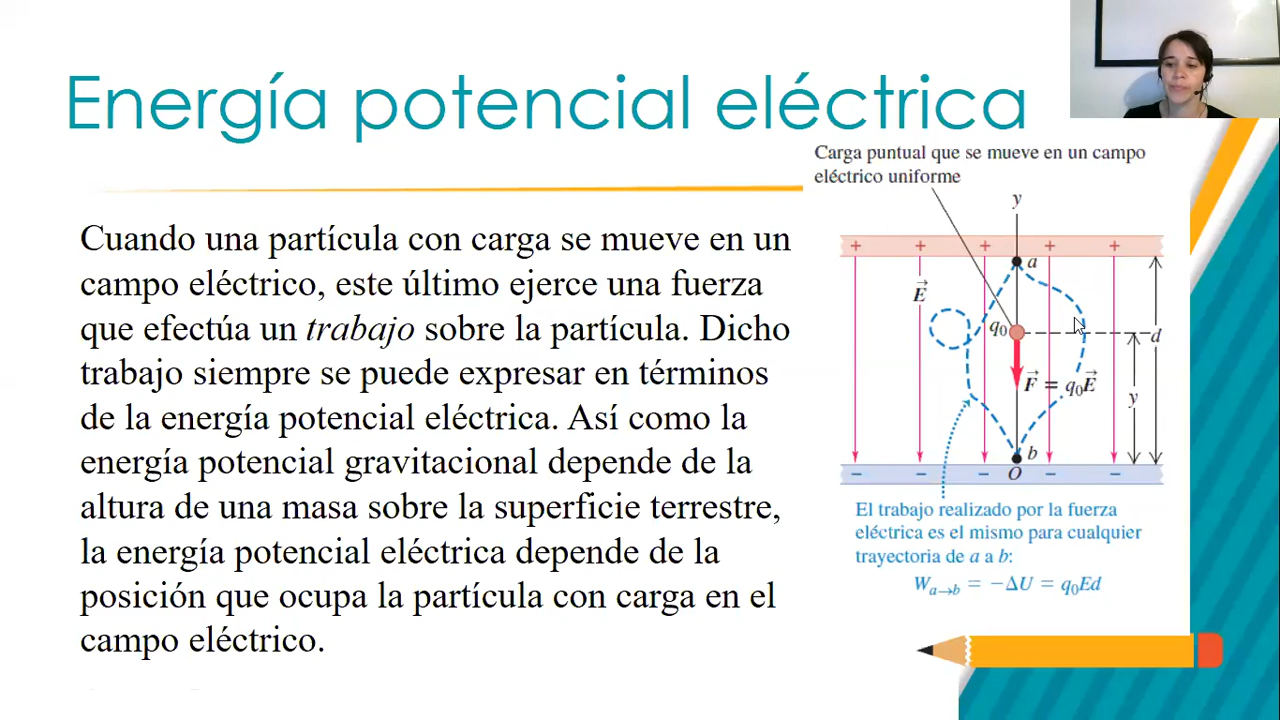 Energía potencial eléctrica
Carga puntual que se mueve en un campo
eléctrico uniforme
Cuando una partícula con carga se mueve en un
campo eléctrico, este último ejerce una fuerza
que efectúa un trabajo sobre la partícula. Dicho
trabajo siempre se puede expresar en términos
de la energía potencial eléctrica. Así como la
energía potencial gravitacional depende de la
altura de una masa sobre la superficie terrestre,
la energía potencial eléctrica depende de la
posición que ocupa la partícula con carga en el
campo eléctrico.
y
+ + + + +
a
E⃗
q₀
d
F⃗ = q₀E⃗
y
b
− − − − −
O
El trabajo realizado por la fuerza
eléctrica es el mismo para cualquier
trayectoria de a a b:
Wₐ→b = −ΔU = q₀Ed